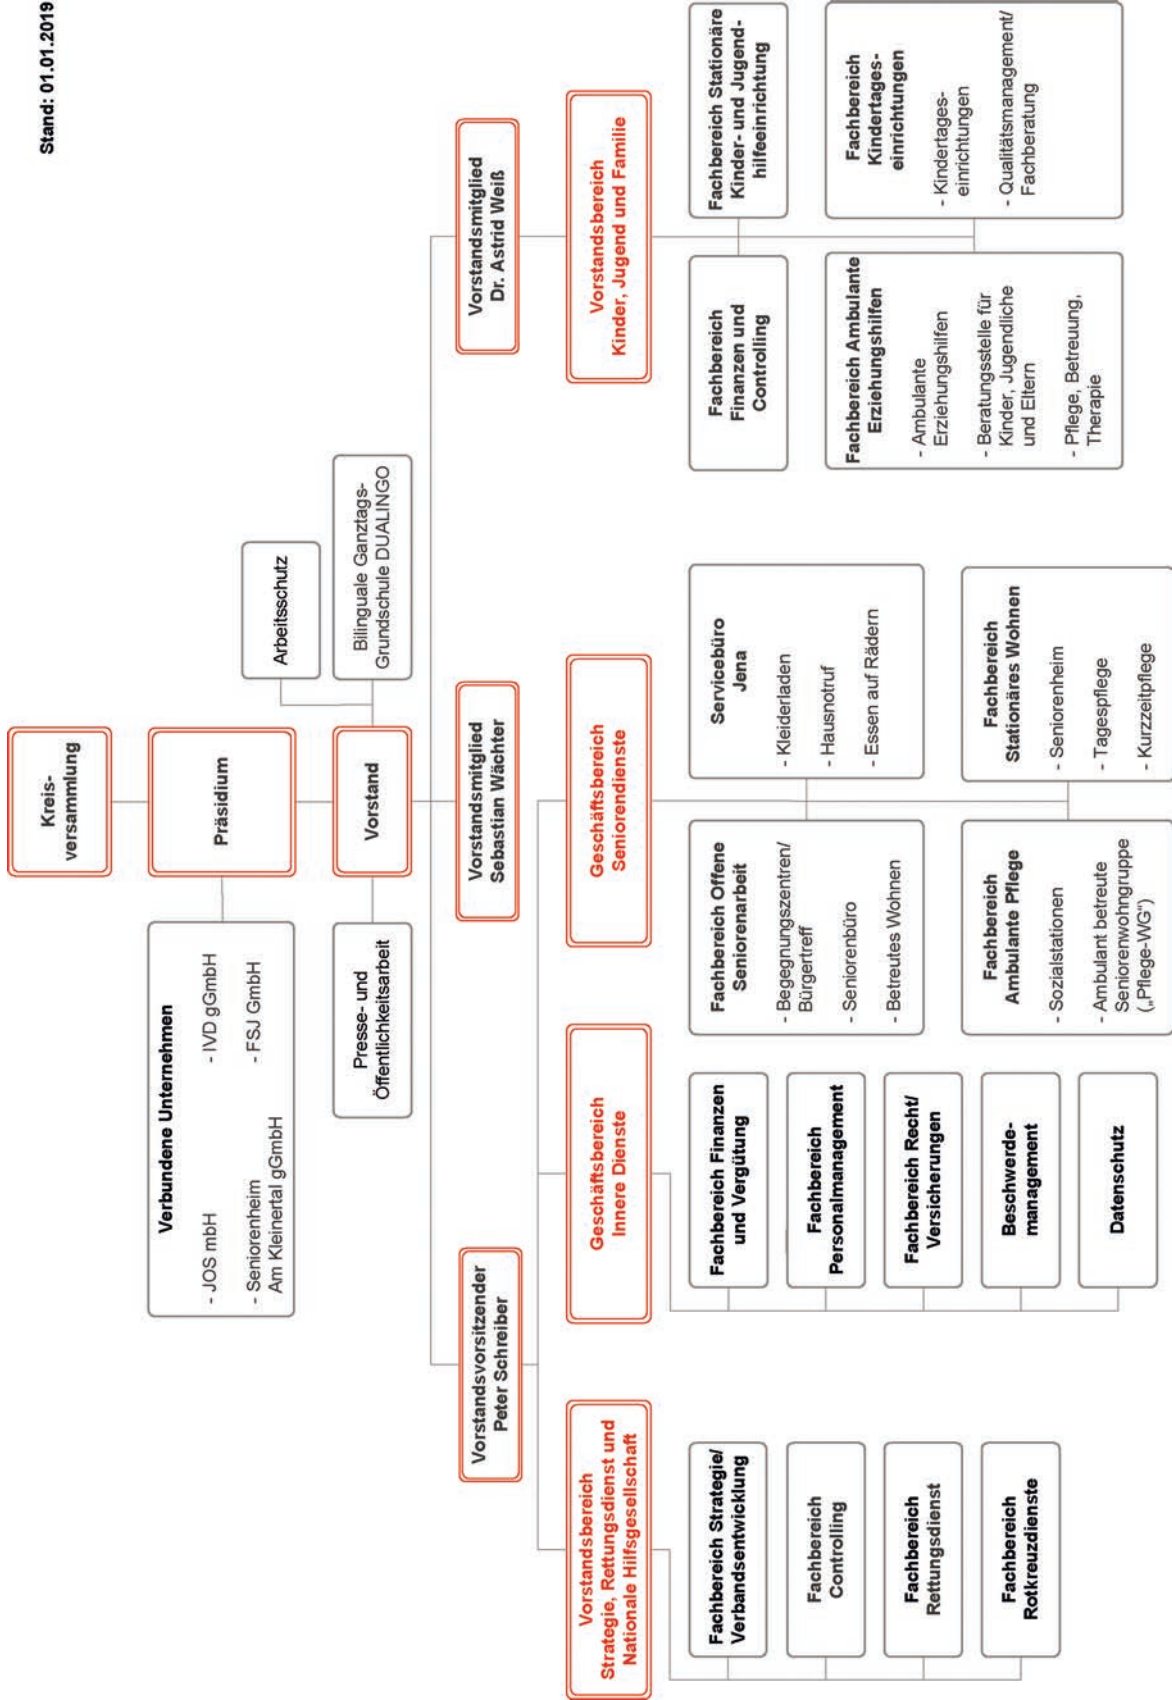 Stand: 01.01.2019
Kreis-
versammlung
Präsidium
Verbundene Unternehmen
- JOS mbH
- IVD gGmbH
- Seniorenheim
Am Kleinertal gGmbH
- FSJ GmbH
Arbeitsschutz
Vorstand
Presse- und
Öffentlichkeitsarbeit
Bilinguale Ganztags-
Grundschule DUALINGO
Vorstandsvorsitzender
Peter Schreiber
Vorstandsmitglied
Sebastian Wächter
Vorstandsmitglied
Dr. Astrid Weiß
Vorstandsbereich
Strategie, Rettungsdienst und
Nationale Hilfsgesellschaft
Geschäftsbereich
Innere Dienste
Geschäftsbereich
Seniorendienste
Vorstandsbereich
Kinder, Jugend und Familie
Fachbereich Strategie/
Verbandsentwicklung
Fachbereich
Controlling
Fachbereich
Rettungsdienst
Fachbereich
Rotkreuzdienste
Fachbereich Finanzen
und Vergütung
Fachbereich
Personalmanagement
Fachbereich Recht/
Versicherungen
Beschwerde-
management
Datenschutz
Fachbereich Offene
Seniorenarbeit
- Begegnungszentren/
Bürgertreff
- Seniorenbüro
- Betreutes Wohnen
Servicebüro
Jena
- Kleiderladen
- Hausnotruf
- Essen auf Rädern
Fachbereich
Ambulante Pflege
- Sozialstationen
- Ambulant betreute
Seniorenwohngruppe
(„Pflege-WG“)
Fachbereich
Stationäres Wohnen
- Seniorenheim
- Tagespflege
- Kurzzeitpflege
Fachbereich
Finanzen und
Controlling
Fachbereich Stationäre
Kinder- und Jugend-
hilfeeinrichtung
Fachbereich Ambulante
Erziehungshilfen
- Ambulante
Erziehungshilfen
- Beratungsstelle für
Kinder, Jugendliche
und Eltern
- Pflege, Betreuung,
Therapie
Fachbereich
Kindertages-
einrichtungen
- Kindertages-
einrichtungen
- Qualitätsmanagement/
Fachberatung